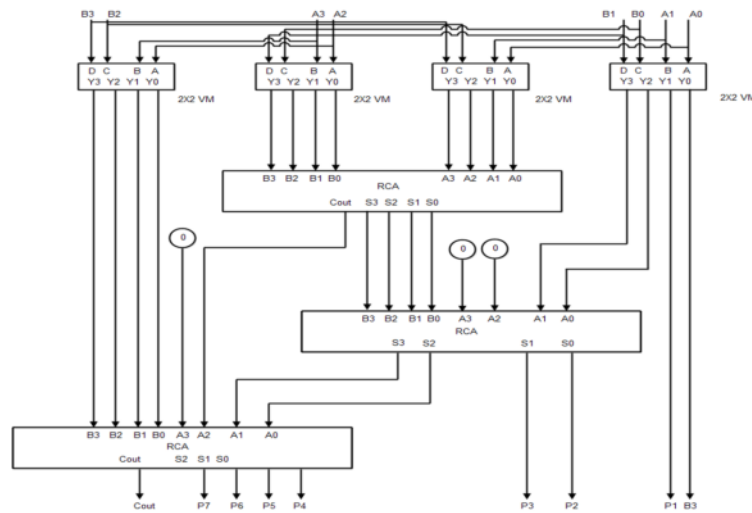 B3 B2 A3 A2 B1 B0 A1 A0
D C B A D C B A D C B A D C B A
Y3 Y2 Y1 Y0 Y3 Y2 Y1 Y0 Y3 Y2 Y1 Y0 Y3 Y2 Y1 Y0
2X2 VM 2X2 VM 2X2 VM 2X2 VM
B3 B2 B1 B0 A3 A2 A1 A0
RCA
Cout S3 S2 S1 S0
0 0 0
B3 B2 B1 B0 A3 A2 A1 A0
RCA
S3 S2 S1 S0
B3 B2 B1 B0 A3 A2 A1 A0
RCA
Cout S2 S1 S0
Cout P7 P6 P5 P4 P3 P2 P1 B3